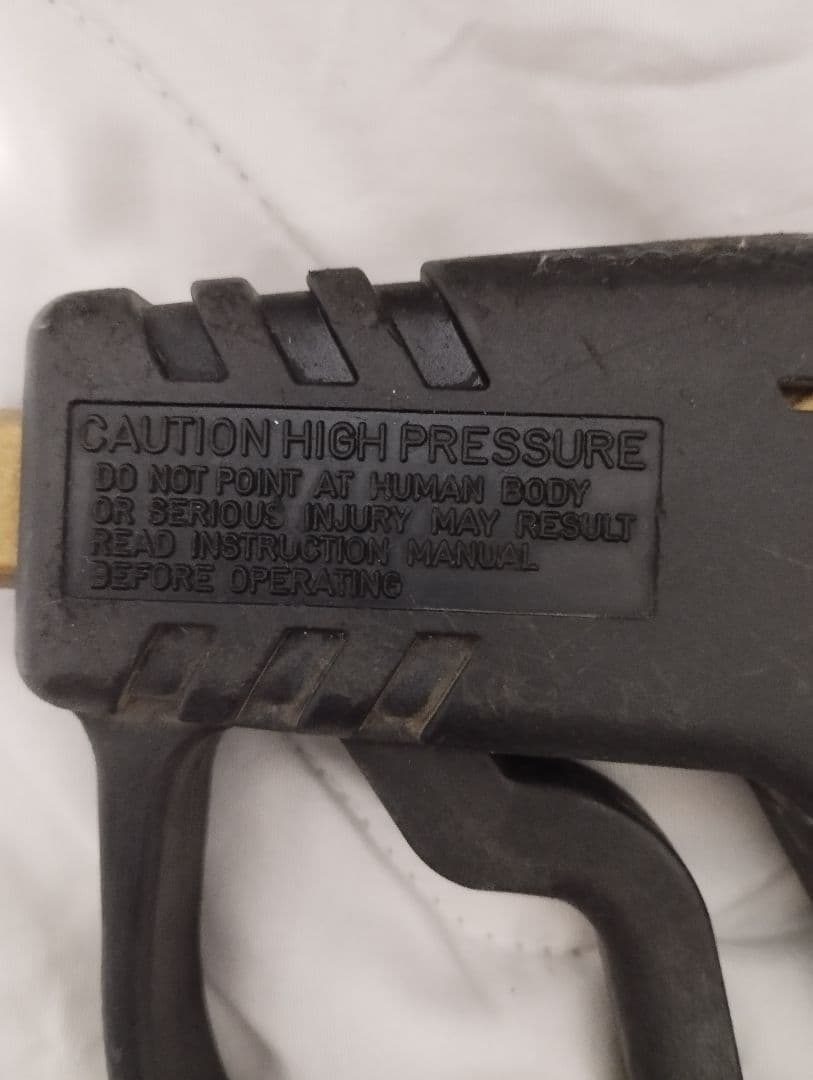 CAUTION HIGH PRESSURE
DO NOT POINT AT HUMAN BODY
OR SERIOUS INJURY MAY RESULT
READ INSTRUCTION MANUAL
BEFORE OPERATING